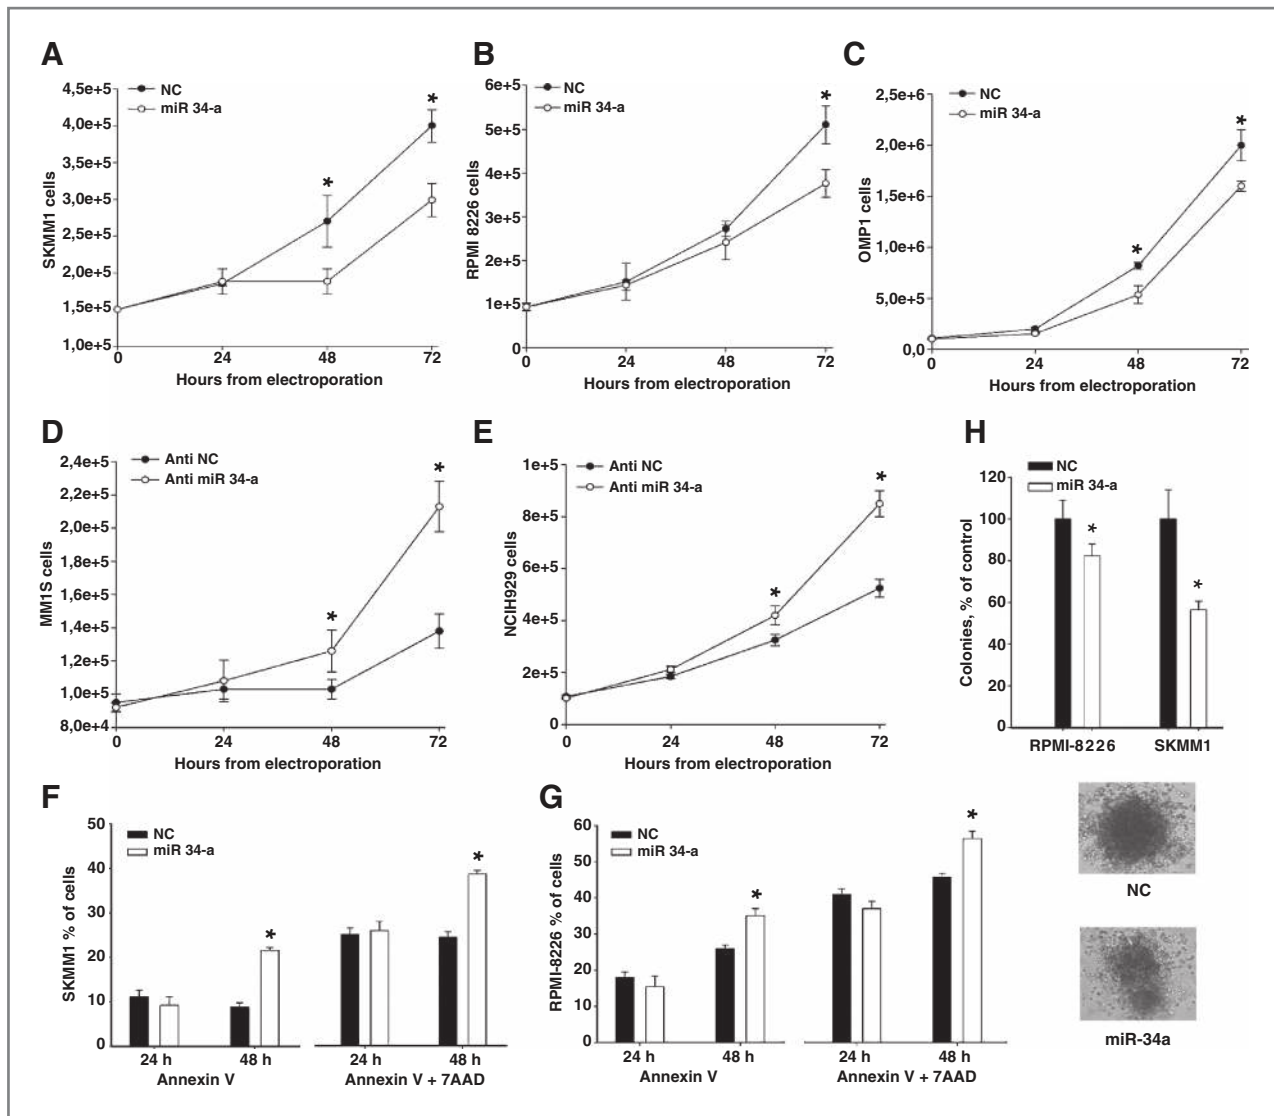 A
4,5e+5
4,0e+5
3,5e+5
3,0e+5
2,5e+5
2,0e+5
1,5e+5
1,0e+5
SKMM1 cells
NC
miR 34-a
*
*
0
24
48
72
Hours from electroporation
B
6e+5
5e+5
4e+5
3e+5
2e+5
1e+5
0
RPMI 8226 cells
NC
miR 34-a
*
0
24
48
72
Hours from electroporation
C
2,5e+6
2,0e+6
1,5e+6
1,0e+6
5,0e+5
0,0
OMP1 cells
NC
miR 34-a
*
*
0
24
48
72
Hours from electroporation
D
2,4e+5
2,2e+5
2,0e+5
1,8e+5
1,6e+5
1,4e+5
1,2e+5
1,0e+5
8,0e+4
MM1S cells
Anti NC
Anti miR 34-a
*
*
0
24
48
72
Hours from electroporation
E
1e+5
8e+5
6e+5
4e+5
2e+5
0
NCIH929 cells
Anti NC
Anti miR 34-a
*
*
0
24
48
72
Hours from electroporation
H
120
100
80
60
40
20
0
Colonies, % of control
NC
miR 34-a
*
*
RPMI-8226
SKMM1
NC
miR-34a
F
50
40
30
20
10
0
SKMM1 % of cells
NC
miR 34-a
*
*
24 h
48 h
24 h
48 h
Annexin V
Annexin V + 7AAD
G
60
50
40
30
20
10
0
RPMI-8226 % of cells
NC
miR 34-a
*
*
24 h
48 h
24 h
48 h
Annexin V
Annexin V + 7AAD